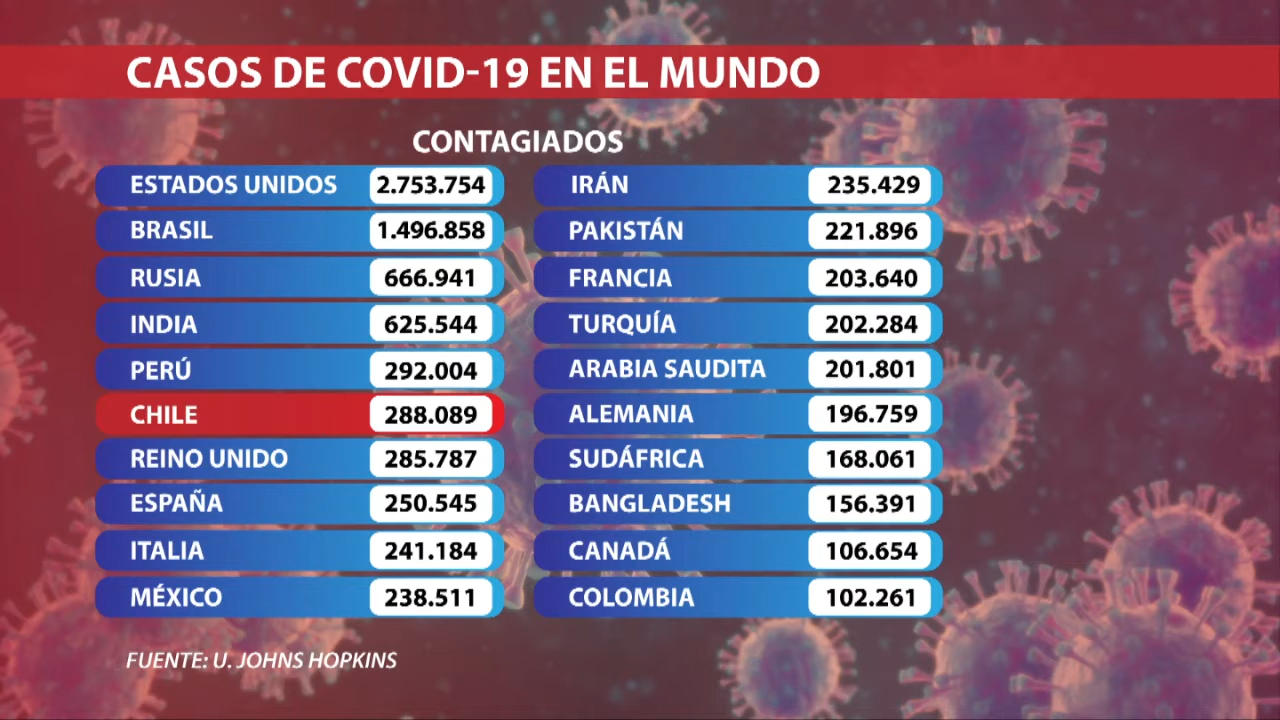 CASOS DE COVID-19 EN EL MUNDO
CONTAGIADOS
ESTADOS UNIDOS 2.753.754
BRASIL 1.496.858
RUSIA 666.941
INDIA 625.544
PERÚ 292.004
CHILE 288.089
REINO UNIDO 285.787
ESPAÑA 250.545
ITALIA 241.184
MÉXICO 238.511
IRÁN 235.429
PAKISTÁN 221.896
FRANCIA 203.640
TURQUÍA 202.284
ARABIA SAUDITA 201.801
ALEMANIA 196.759
SUDÁFRICA 168.061
BANGLADESH 156.391
CANADÁ 106.654
COLOMBIA 102.261
FUENTE: U. JOHNS HOPKINS